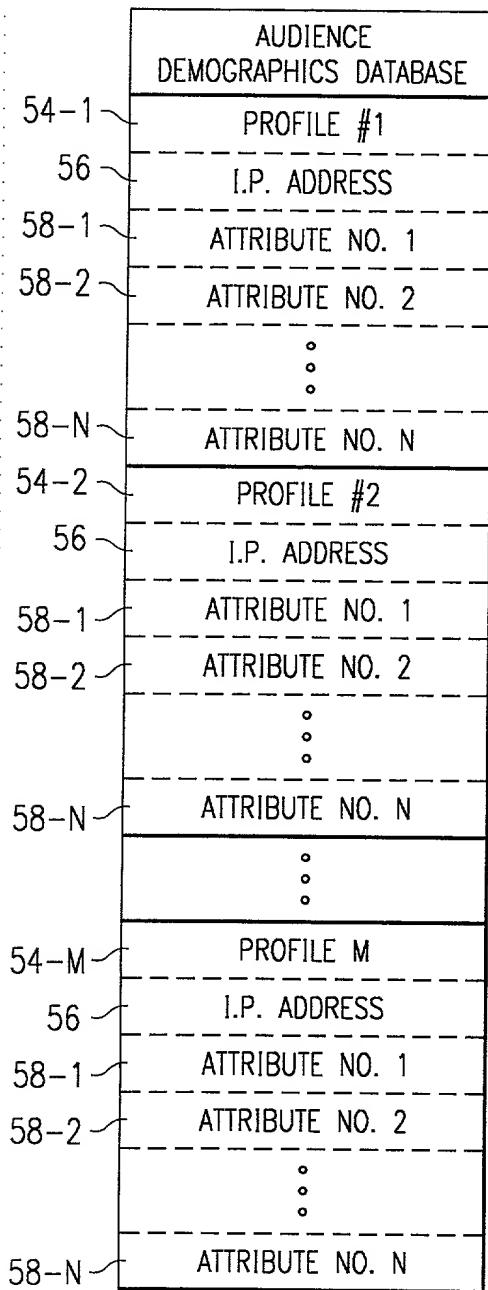 AUDIENCE
DEMOGRAPHICS DATABASE
54-1 PROFILE #1
56 I.P. ADDRESS
58-1 ATTRIBUTE NO. 1
58-2 ATTRIBUTE NO. 2
58-N ATTRIBUTE NO. N
54-2 PROFILE #2
56 I.P. ADDRESS
58-1 ATTRIBUTE NO. 1
58-2 ATTRIBUTE NO. 2
58-N ATTRIBUTE NO. N
54-M PROFILE M
56 I.P. ADDRESS
58-1 ATTRIBUTE NO. 1
58-2 ATTRIBUTE NO. 2
58-N ATTRIBUTE NO. N